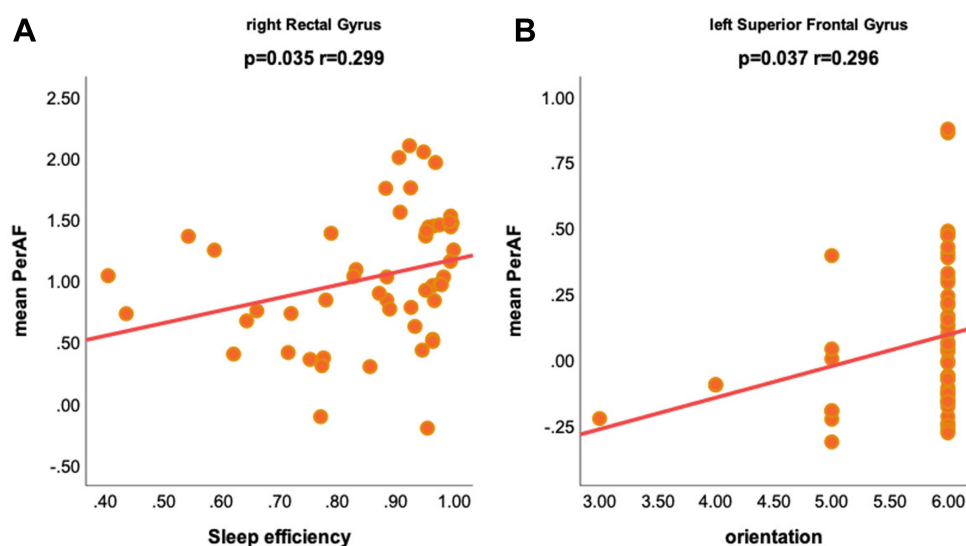 A
right Rectal Gyrus
p=0.035 r=0.299
mean PerAF
2.50
2.00
1.50
1.00
.50
.00
-.50
.40 .50 .60 .70 .80 .90 1.00
Sleep efficiency
B
left Superior Frontal Gyrus
p=0.037 r=0.296
mean PerAF
1.00
.75
.50
.25
.00
-.25
3.00 3.50 4.00 4.50 5.00 5.50 6.00
orientation